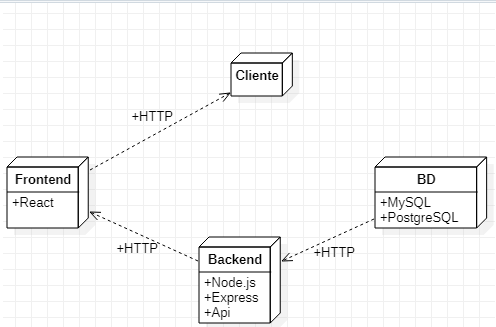 Cliente
+HTTP
Frontend
+React
BD
+MySQL
+PostgreSQL
+HTTP
+HTTP
Backend
+Node.js
+Express
+Api